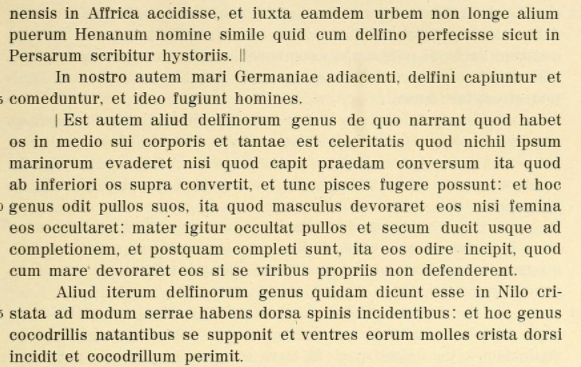 nensis in Affrica accidisse, et iuxta eamdem urbem non longe alium
puerum Henanum nomine simile quid cum delfino perfecisse sicut in
Persarum scribitur hystoriis. ||
In nostro autem mari Germaniae adiacenti, delfini capiuntur et
5 comeduntur, et ideo fugiunt homines.
| Est autem aliud delfinorum genus de quo narrant quod habet
os in medio sui corporis et tantae est celeritatis quod nichil ipsum
marinorum evaderet nisi quod capit praedam conversum ita quod
ab inferiori os supra convertit, et tunc pisces fugere possunt: et hoc
0 genus odit pullos suos, ita quod masculus devoraret eos nisi femina
eos occultaret: mater igitur occultat pullos et secum ducit usque ad
completionem, et postquam completi sunt, ita eos odire incipit, quod
cum mare devoraret eos si se viribus propriis non defenderent.
Aliud iterum delfinorum genus quidam dicunt esse in Nilo cri-
5 stata ad modum serrae habens dorsa spinis incidentibus: et hoc genus
cocodrillis natantibus se supponit et ventres eorum molles crista dorsi
incidit et cocodrillum perimit.